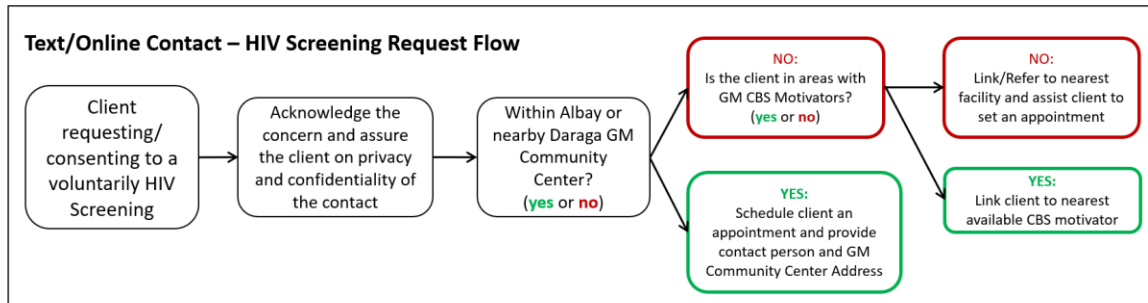 Text/Online Contact – HIV Screening Request Flow
Client
requesting/
consenting to a
voluntarily HIV
Screening
Acknowledge the
concern and assure
the client on privacy
and confidentiality of
the contact
Within Albay or
nearby Daraga GM
Community
Center?
(yes or no)
NO:
Is the client in areas with
GM CBS Motivators?
(yes or no)
YES:
Schedule client an
appointment and provide
contact person and GM
Community Center Address
NO:
Link/Refer to nearest
facility and assist client to
set an appointment
YES:
Link client to nearest
available CBS motivator